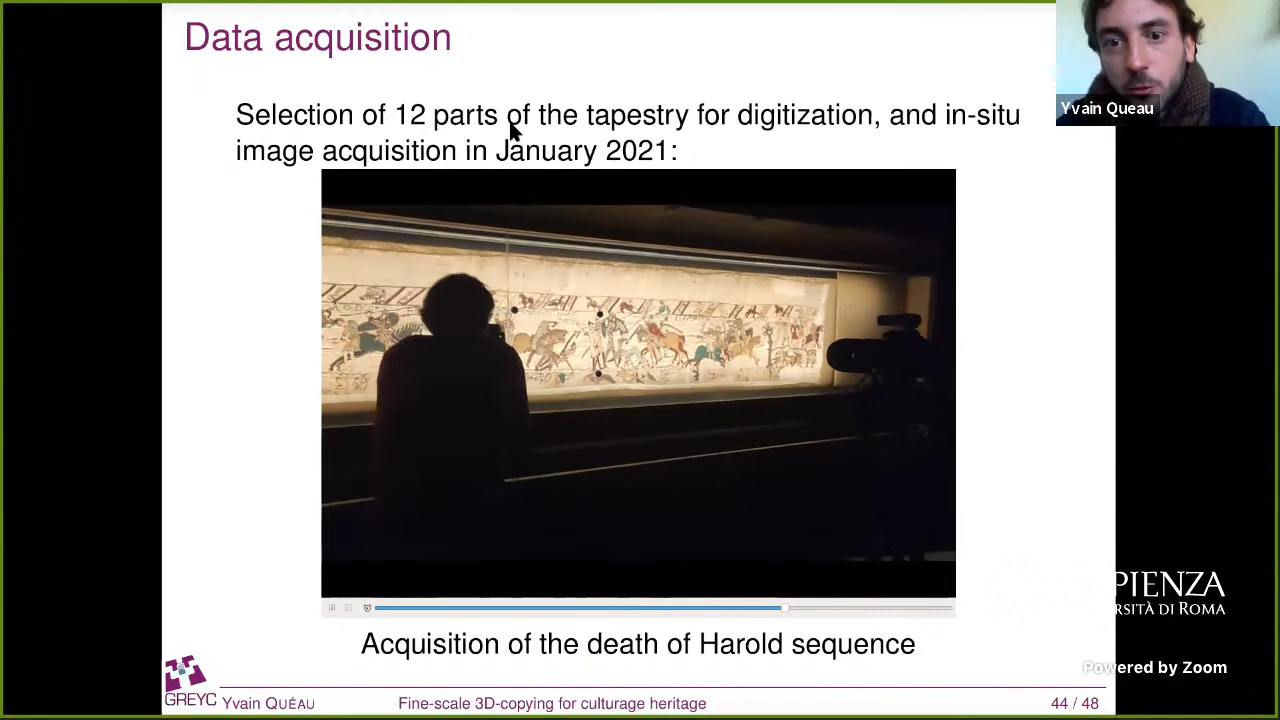 Data acquisition
Yvain Queau
Selection of 12 parts of the tapestry for digitization, and in-situ
image acquisition in January 2021:
PIENZA
RSITÀ DI ROMA
Acquisition of the death of Harold sequence
Powered by Zoom
GREYC
Yvain QUÉAU Fine-scale 3D-copying for culturage heritage 44 / 48